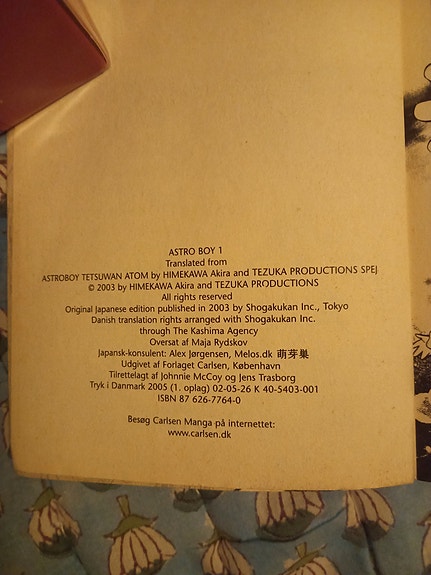 ASTRO BOY 1
Translated from
ASTROBOY TETSUWAN ATOM by HIMEKAWA Akira and TEZUKA PRODUCTIONS SPEJ
© 2003 by HIMEKAWA Akira and TEZUKA PRODUCTIONS
All rights reserved
Original Japanese edition published in 2003 by Shogakukan Inc., Tokyo
Danish translation rights arranged with Shogakukan Inc.
through The Kashima Agency
Oversat af Maja Rydskov
Japansk-konsulent: Alex Jørgensen, Melos.dk 萌芽巣
Udgivet af Forlaget Carlsen, København
Tilrettelagt af Johnnie McCoy og Jens Trasborg
Tryk i Danmark 2005 (1. oplag) 02-05-26 K 40-5403-001
ISBN 87 626-7764-0
Besøg Carlsen Manga på internettet:
www.carlsen.dk